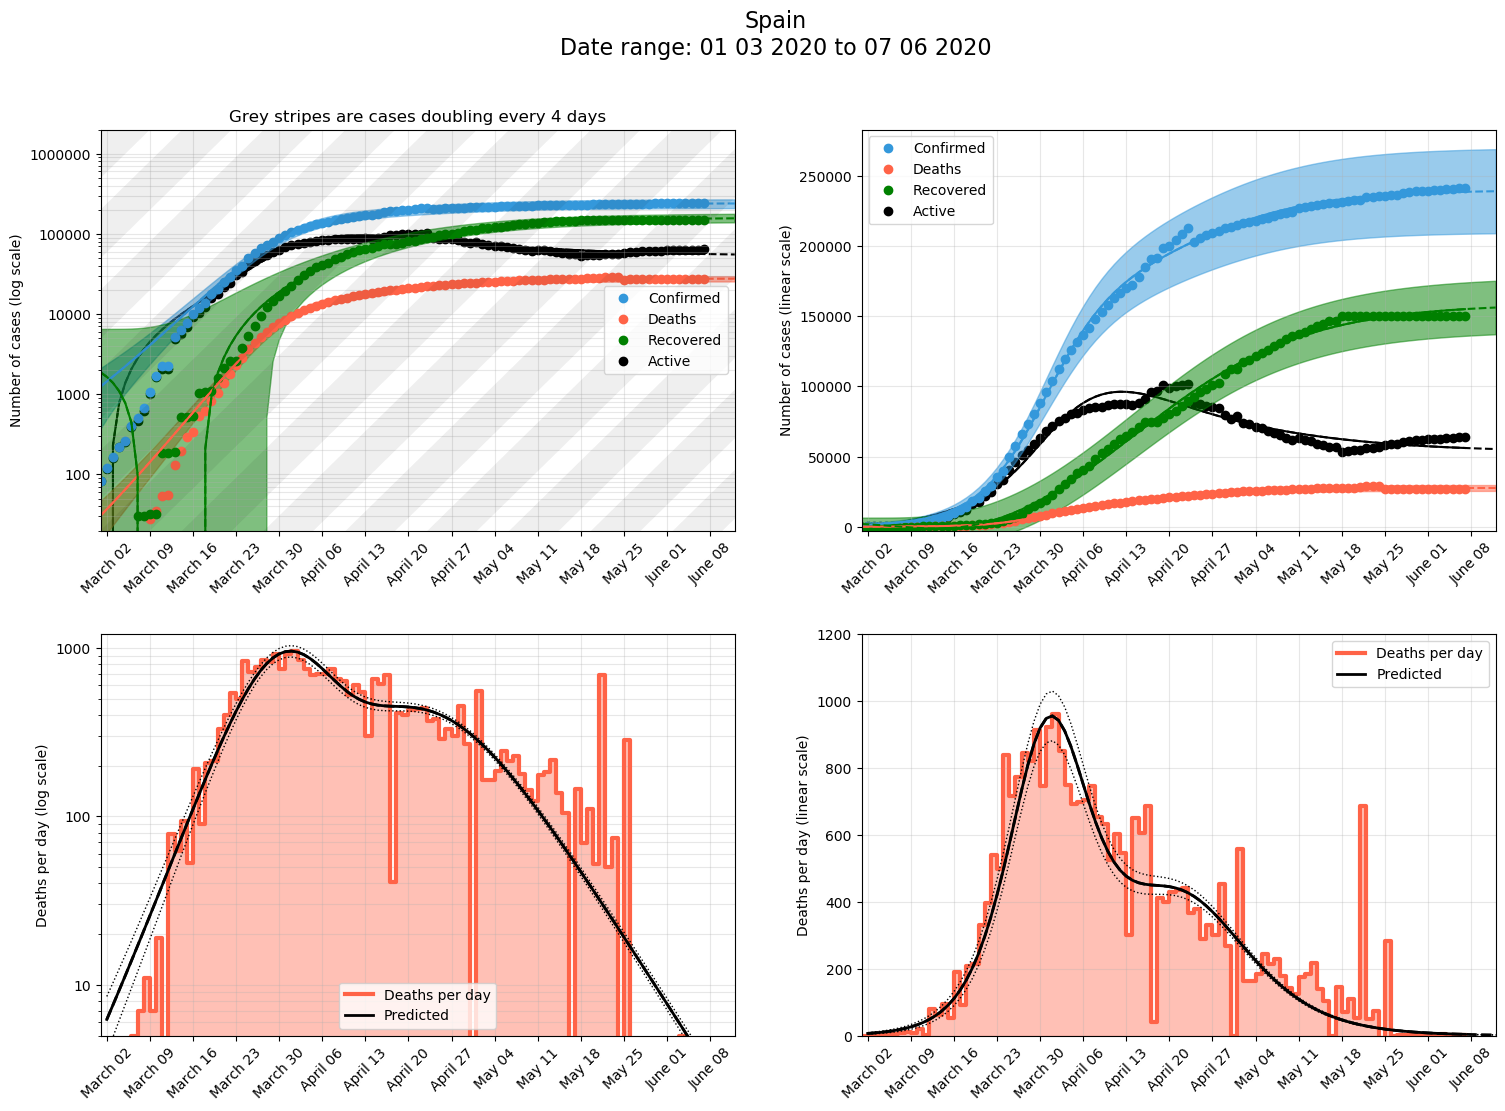 Spain
Date range: 01 03 2020 to 07 06 2020
Grey stripes are cases doubling every 4 days
Number of cases (log scale)
1000000
100000
10000
1000
100
Confirmed
Deaths
Recovered
Active
March 02
March 09
March 16
March 23
March 30
April 06
April 13
April 20
April 27
May 04
May 11
May 18
May 25
June 01
June 08
Number of cases (linear scale)
250000
200000
150000
100000
50000
0
Confirmed
Deaths
Recovered
Active
March 02
March 09
March 16
March 23
March 30
April 06
April 13
April 20
April 27
May 04
May 11
May 18
May 25
June 01
June 08
Deaths per day (log scale)
1000
100
10
Deaths per day
Predicted
March 02
March 09
March 16
March 23
March 30
April 06
April 13
April 20
April 27
May 04
May 11
May 18
May 25
June 01
June 08
Deaths per day (linear scale)
1200
1000
800
600
400
200
0
Deaths per day
Predicted
March 02
March 09
March 16
March 23
March 30
April 06
April 13
April 20
April 27
May 04
May 11
May 18
May 25
June 01
June 08